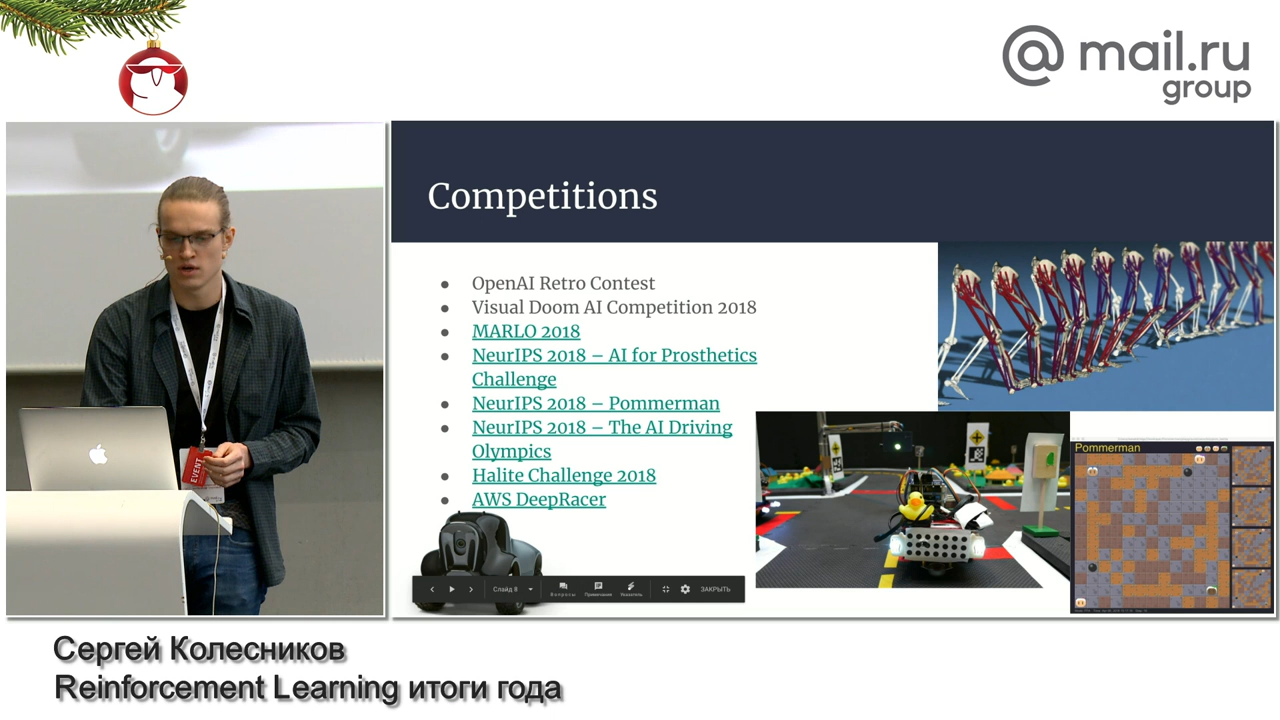 @ mail.ru
group
Competitions
OpenAI Retro Contest
Visual Doom AI Competition 2018
MARLO 2018
NeurIPS 2018 – AI for Prosthetics
Challenge
NeurIPS 2018 – Pommerman
NeurIPS 2018 – The AI Driving
Olympics
Halite Challenge 2018
AWS DeepRacer
Pommerman
EVENT
Слайд 8
Вопросы
Примечания
Указатель
ЗАКРЫТЬ
Сергей Колесников
Reinforcement Learning итоги года